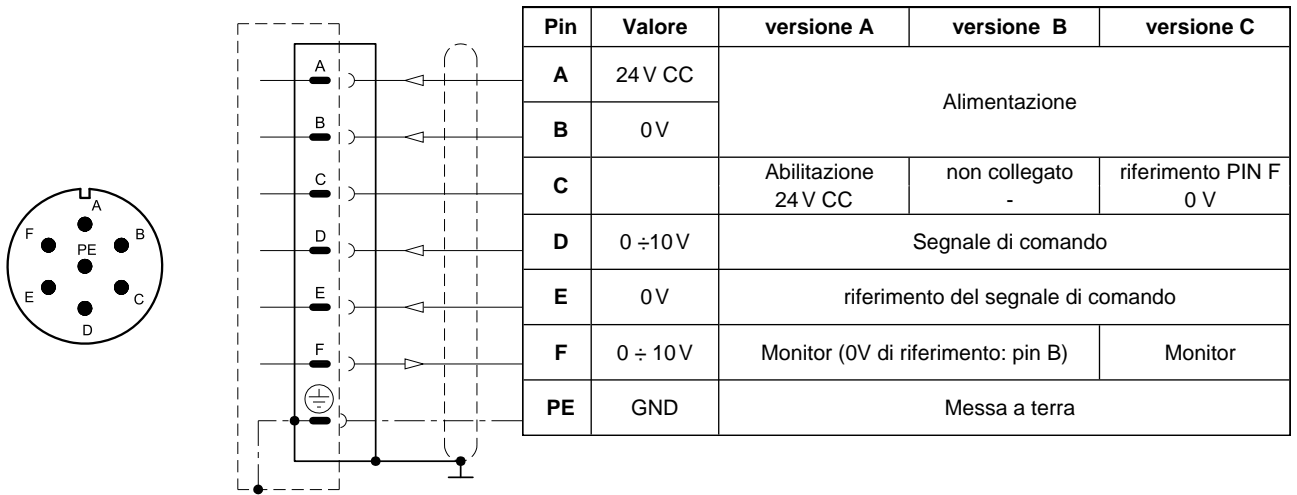 Pin Valore versione A versione B versione C
A 24 V CC Alimentazione
B 0 V
C Abilitazione 24 V CC non collegato - riferimento PIN F 0 V
D 0 ÷10 V Segnale di comando
E 0 V riferimento del segnale di comando
F 0 ÷ 10 V Monitor (0V di riferimento: pin B) Monitor
PE GND Messa a terra
A
B
C
D
E
F
A
F
B
PE
E
C
D